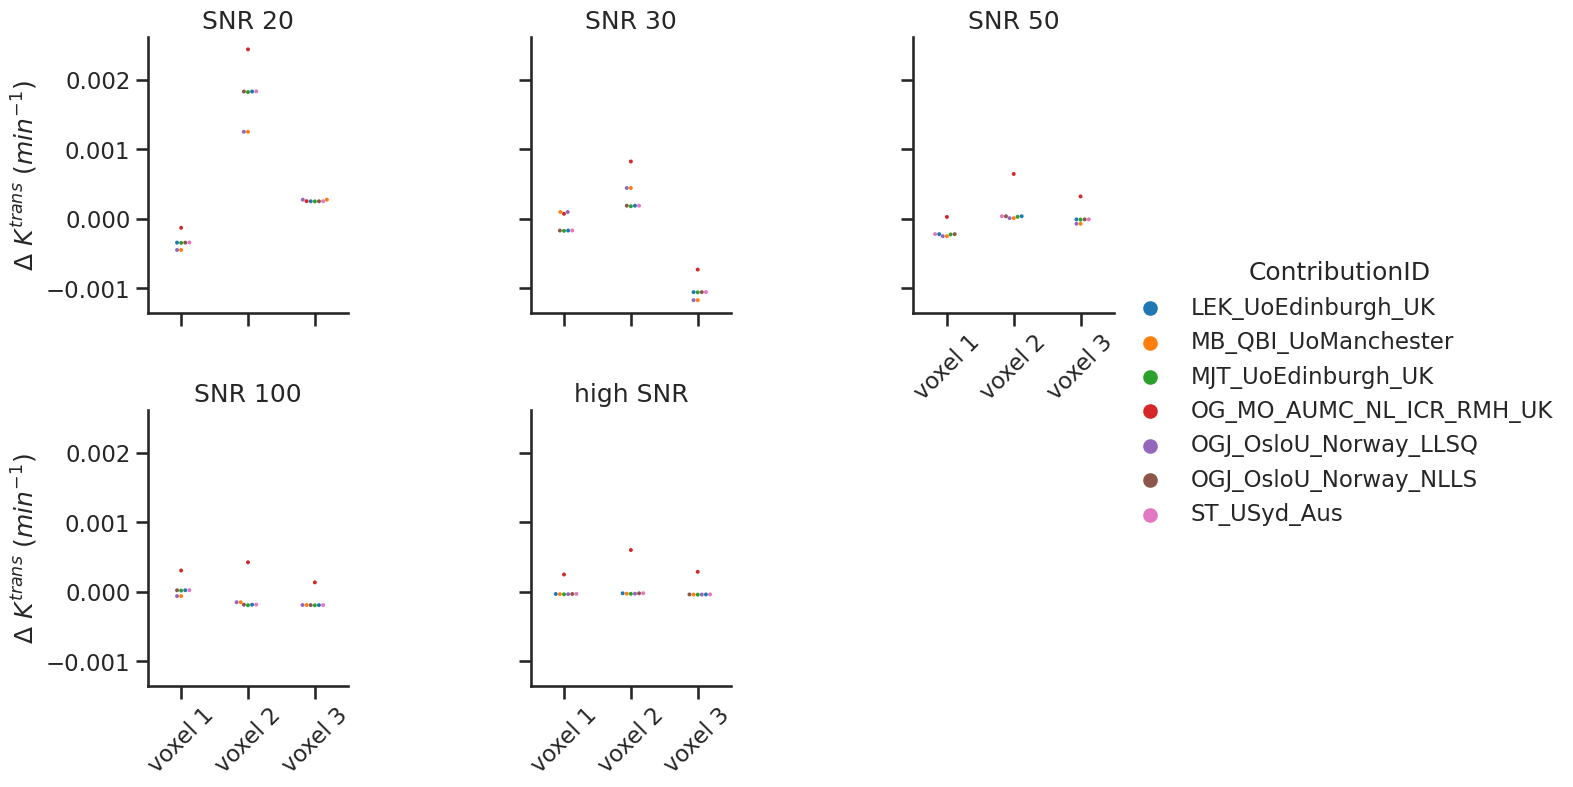 SNR 20
SNR 30
SNR 50
Δ K^trans (min^−1)
0.002
0.001
0.000
−0.001
voxel 1
voxel 2
voxel 3
ContributionID
LEK_UoEdinburgh_UK
MB_QBI_UoManchester
MJT_UoEdinburgh_UK
OG_MO_AUMC_NL_ICR_RMH_UK
OGJ_OsloU_Norway_LLSQ
OGJ_OsloU_Norway_NLLS
ST_USyd_Aus
SNR 100
high SNR
Δ K^trans (min^−1)
0.002
0.001
0.000
−0.001
voxel 1
voxel 2
voxel 3
voxel 1
voxel 2
voxel 3